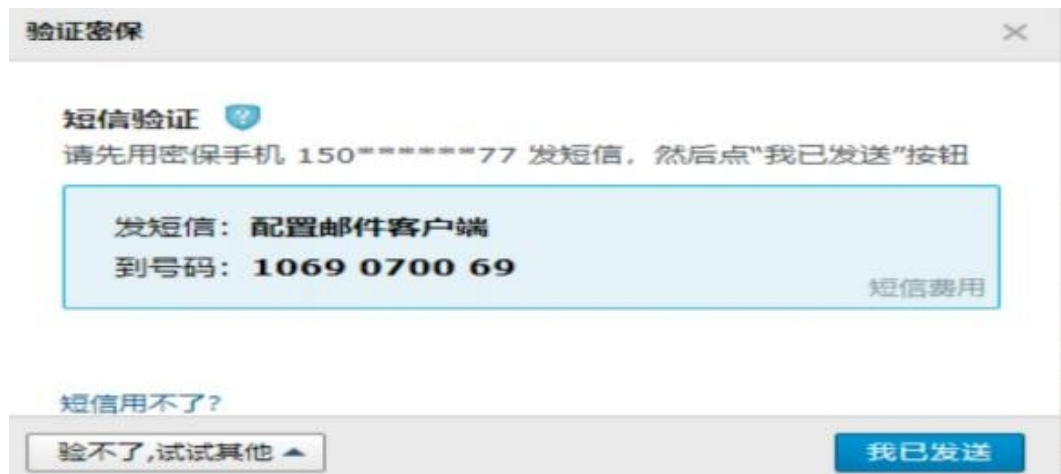 验证密保
短信验证
请先用密保手机 150******77 发短信，然后点“我已发送”按钮
发短信：配置邮件客户端
到号码：1069 0700 69
短信费用
短信用不了?
验不了,试试其他
我已发送